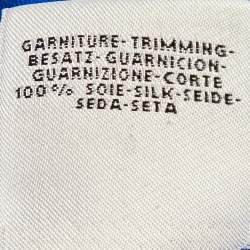 GARNITURE-TRIMMING-
BESATZ-GUARNICION-
GUARNIZIONE-CORTE
100% SOIE-SILK-SEIDE-
SEDA-SETA